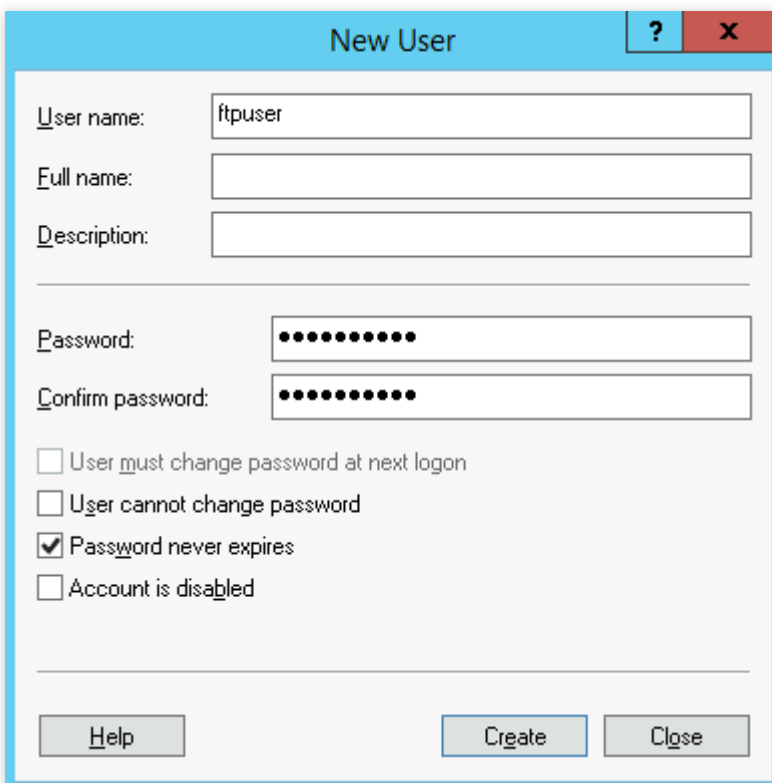 New User
?
x
User name:
ftpuser
Full name:
Description:
Password:
●●●●●●●●●●
Confirm password:
●●●●●●●●●●
User must change password at next logon
User cannot change password
Password never expires
Account is disabled
Help
Create
Close